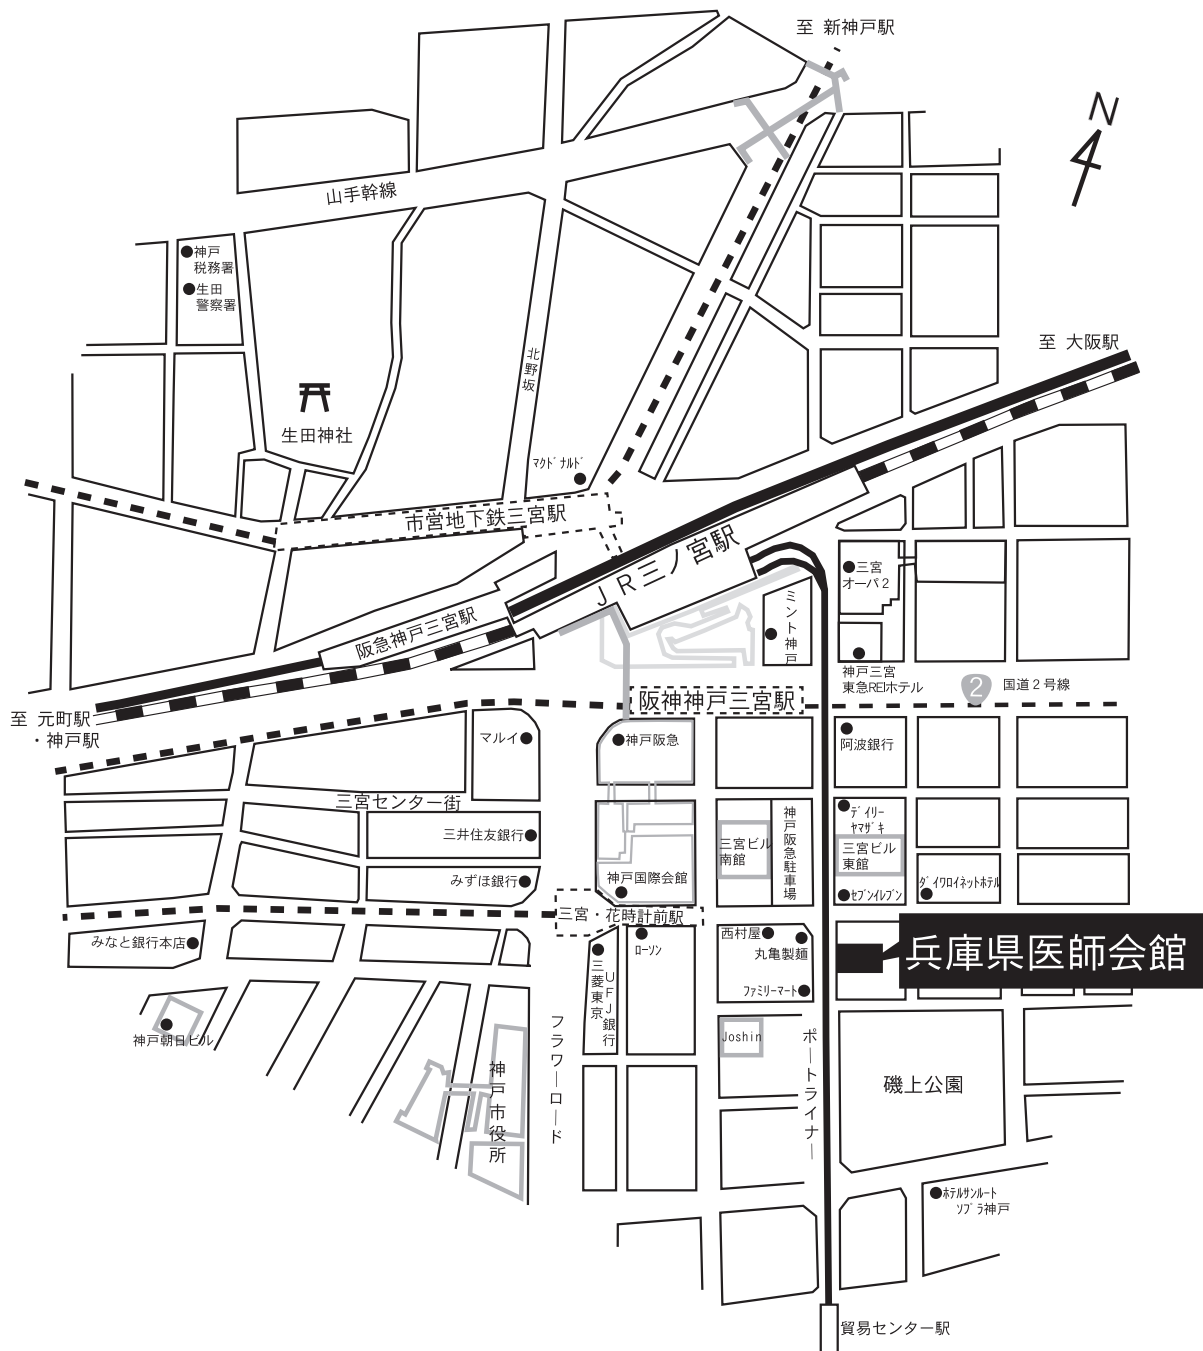 至 新神戸駅
N
山手幹線
神戸
税務署
生田
警察署
至 大阪駅
北野坂
生田神社
マクドナルド
市営地下鉄三宮駅
JR三ノ宮駅
三宮
オーパ2
ミント神戸
阪急神戸三宮駅
神戸三宮
東急REIホテル
2
国道2号線
阪神神戸三宮駅
至 元町駅
・神戸駅
マルイ
神戸阪急
阿波銀行
三宮センター街
三井住友銀行
三宮ビル
南館
神戸阪急駐車場
デイリー
ヤマザキ
三宮ビル
東館
みずほ銀行
神戸国際会館
セブンイレブン
ダイワロイネットホテル
三宮・花時計前駅
みなと銀行本店
三菱東京
UFJ銀行
ローソン
西村屋
丸亀製麺
ファミリーマート
兵庫県医師会館
神戸朝日ビル
フラワーロード
Joshin
ポートライナー
磯上公園
神戸市役所
ホテルサンルート
ソプラ神戸
貿易センター駅